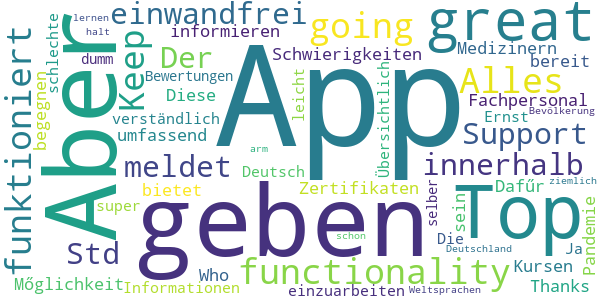 lernen
halt
einwandfrei
going
great
informieren
schlechte
dumm
Keep
Der
Schwierigkeiten
Medizinern
bereit
funktioniert
Aber
App
Bewertungen
Diese
leicht
Übersichtlich
Alles
Fachpersonal
begegnen
verständlich
umfassend
Ernst
Bevölkerung
Support
arm
meldet
Deutsch
innerhalb
bietet
Zertifikaten
selber
sein
Dafür
ziemlich
super
geben
Top
Pandemie
Std
schon
Die
Deutschland
Ja
Who
functionality
Kursen
Möglichkeit
Informationen
einzuarbeiten
Weltsprachen
Thanks